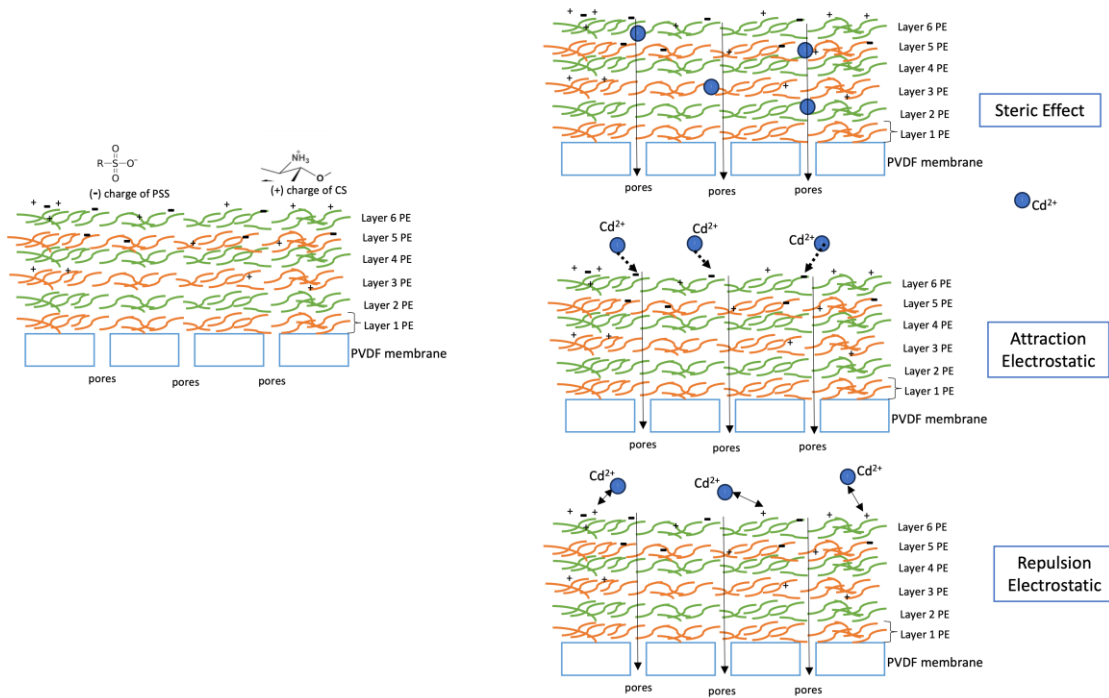 O
R—S—O⁻
O
(-) charge of PSS
+
NH₃
O
(+) charge of CS
Layer 6 PE
Layer 5 PE
Layer 4 PE
Layer 3 PE
Layer 2 PE
Layer 1 PE
PVDF membrane
pores
pores
pores
Layer 6 PE
Layer 5 PE
Layer 4 PE
Layer 3 PE
Layer 2 PE
Layer 1 PE
PVDF membrane
pores
pores
pores
Steric Effect
Cd²⁺
Cd²⁺
Cd²⁺
Cd²⁺
Layer 6 PE
Layer 5 PE
Layer 4 PE
Layer 3 PE
Layer 2 PE
Layer 1 PE
PVDF membrane
pores
pores
pores
Attraction
Electrostatic
Cd²⁺
Cd²⁺
Cd²⁺
Layer 6 PE
Layer 5 PE
Layer 4 PE
Layer 3 PE
Layer 2 PE
Layer 1 PE
PVDF membrane
pores
pores
pores
Repulsion
Electrostatic